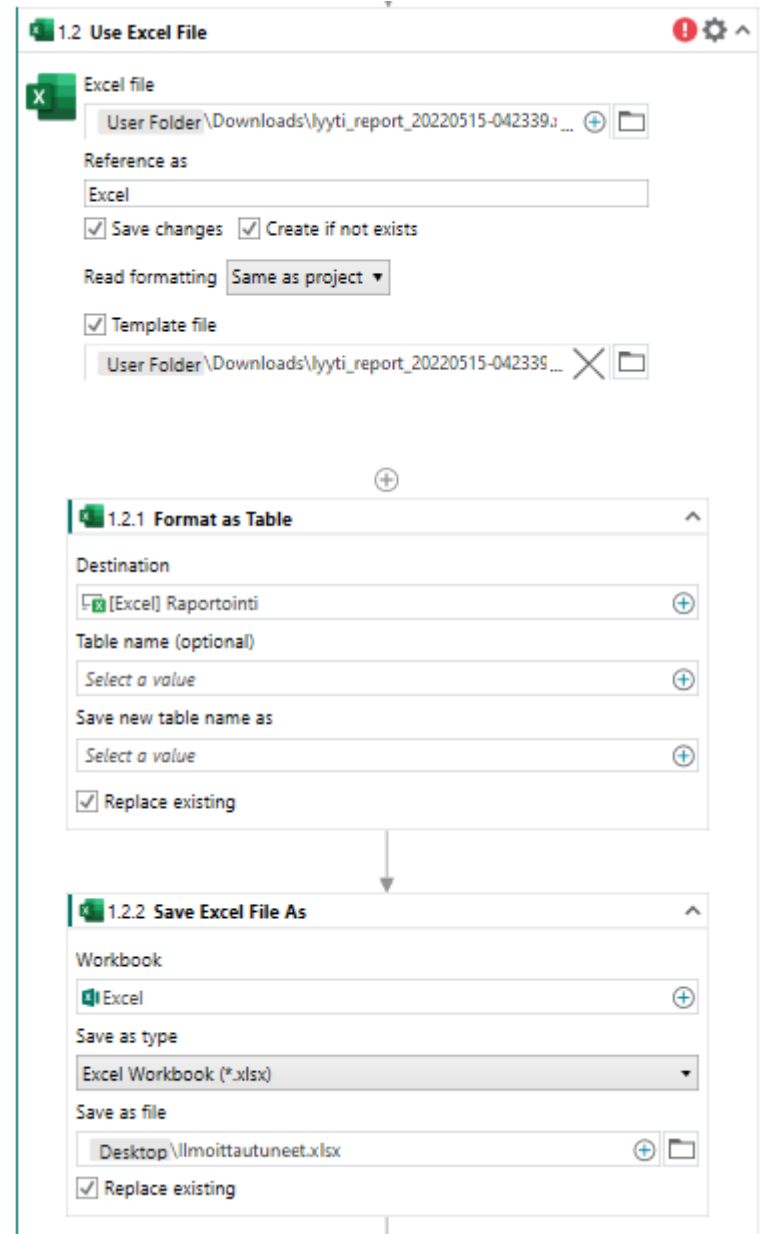 1.2 Use Excel File
Excel file
User Folder\Downloads\lyyti_report_20220515-042339.x ...
Reference as
Excel
Save changes Create if not exists
Read formatting Same as project
Template file
User Folder\Downloads\lyyti_report_20220515-042339 ...
1.2.1 Format as Table
Destination
[Excel] Raportointi
Table name (optional)
Select a value
Save new table name as
Select a value
Replace existing
1.2.2 Save Excel File As
Workbook
Excel
Save as type
Excel Workbook (*.xlsx)
Save as file
Desktop\Ilmoittautuneet.xlsx
Replace existing